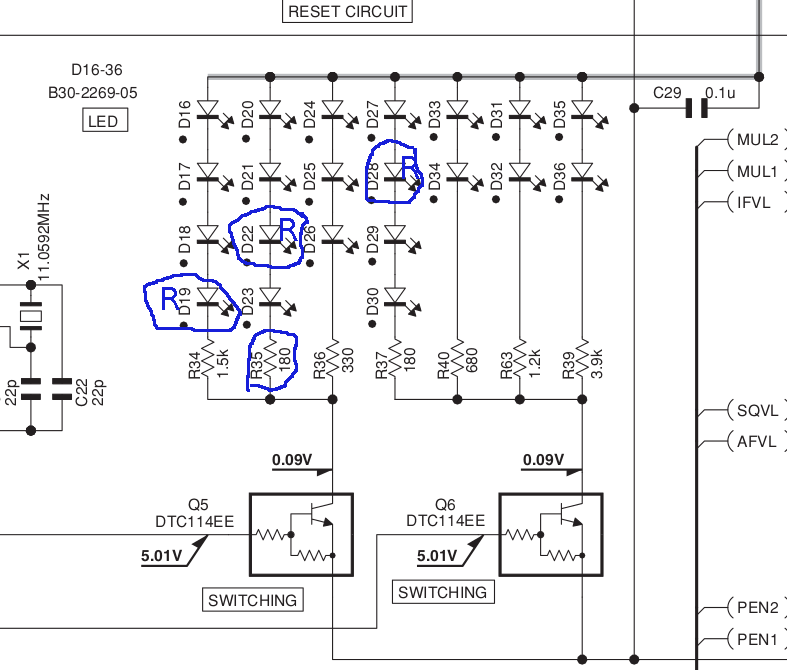 RESET CIRCUIT
D16-36
B30-2269-05
LED
D16 D20 D24 D27 D33 D31 D35
C29 0.1u
MUL2
D17 D21 D25 D28 R D34 D32 D36
MUL1
IFVL
X1
11.0592MHz
D18 D22 R D26 D29
R D19 D23 D30
R34 1.5k R35 180 R36 330 R37 180 R40 680 R63 1.2k R39 3.9k
22p C22 22p
SQVL
AFVL
0.09V 0.09V
Q5 Q6
DTC114EE DTC114EE
5.01V 5.01V
SWITCHING SWITCHING
PEN2
PEN1